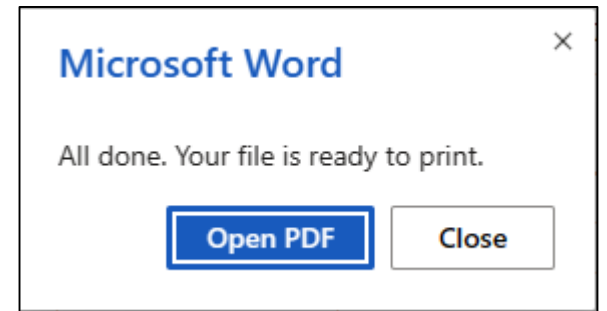 Microsoft Word
All done. Your file is ready to print.
Open PDF Close